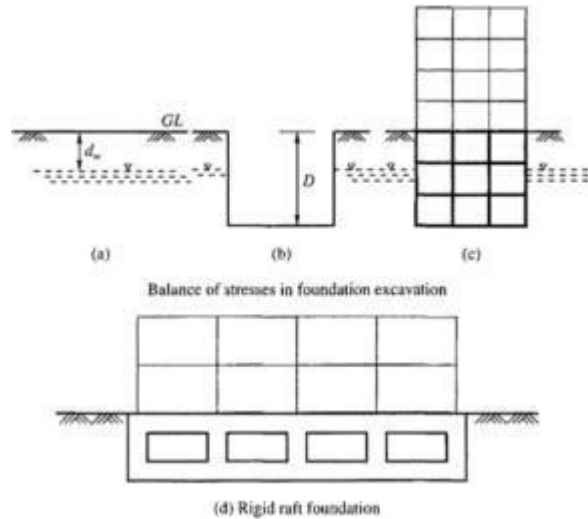 GL
d_w
D
(a) (b) (c)
Balance of stresses in foundation excavation
(d) Rigid raft foundation